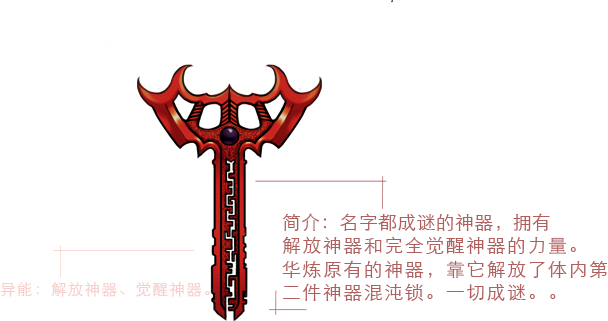 简介：名字都成谜的神器，拥有
解放神器和完全觉醒神器的力量。
华炼原有的神器，靠它解放了体内第
二件神器混沌锁。一切成谜。。
异能：解放神器、觉醒神器。